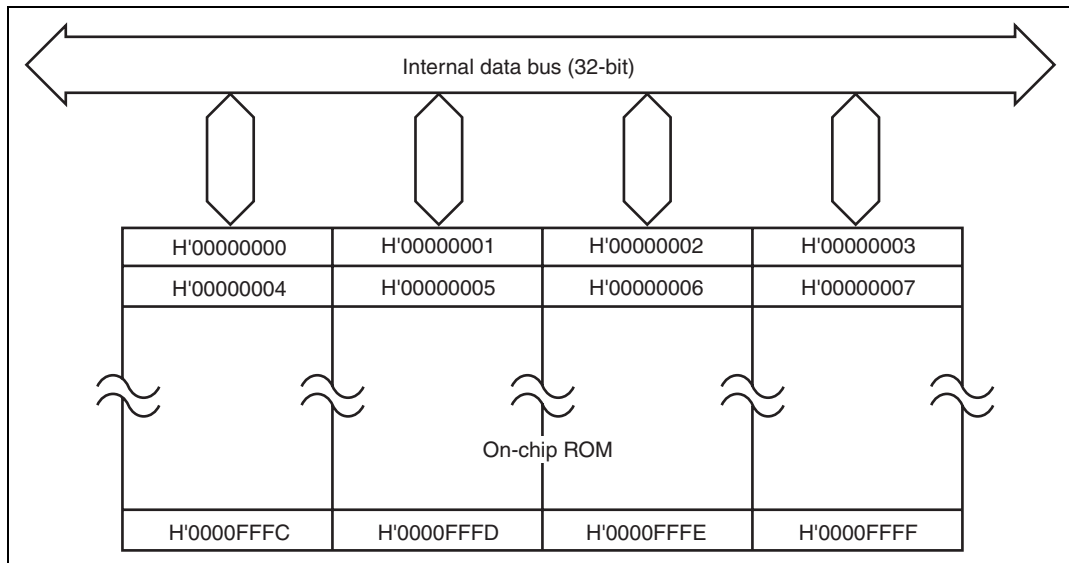 Internal data bus (32-bit)
H'00000000 H'00000001 H'00000002 H'00000003
H'00000004 H'00000005 H'00000006 H'00000007
On-chip ROM
H'0000FFFC H'0000FFFD H'0000FFFE H'0000FFFF